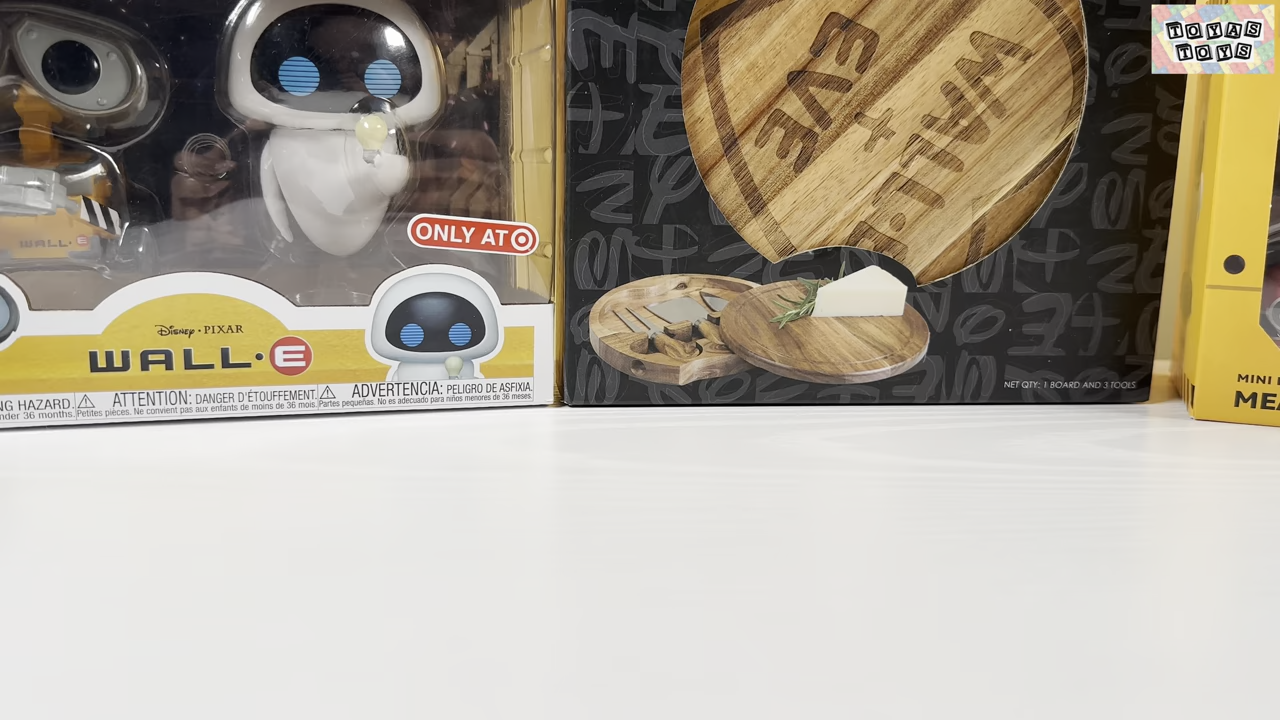 TOYAS
TOYS
EVE
+
WALL•E
WALL•E
ONLY AT
Disney • PIXAR
WALL•E
NG HAZARD.
nder 36 months.
ATTENTION: DANGER D'ÉTOUFFEMENT.
Petites pièces. Ne convient pas aux enfants de moins de 36 mois.
ADVERTENCIA: PELIGRO DE ASFIXIA.
Partes pequeñas. No es adecuado para niños menores de 36 meses.
NET QTY: 1 BOARD AND 3 TOOLS
MINI